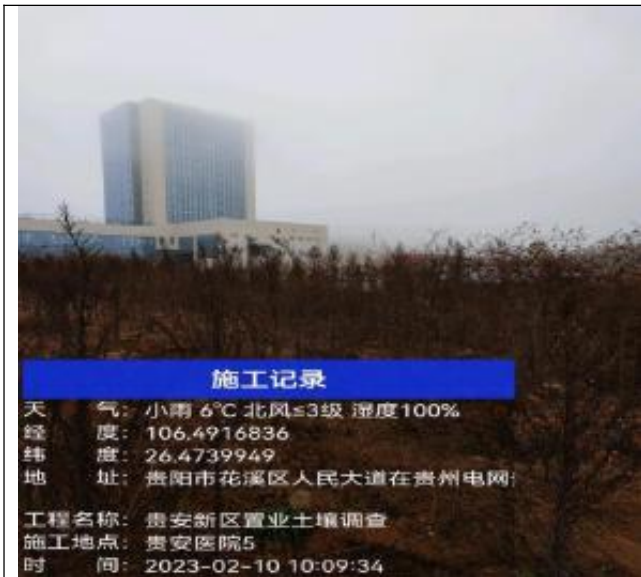 施工记录
天 气: 小雨 6℃ 北风≤3级 湿度100%
经 度: 106.4916836
纬 度: 26.4739949
地 址: 贵阳市花溪区人民大道在贵州电网
工程名称: 贵安新区置业土壤调查
施工地点: 贵安医院5
时 间: 2023-02-10 10:09:34